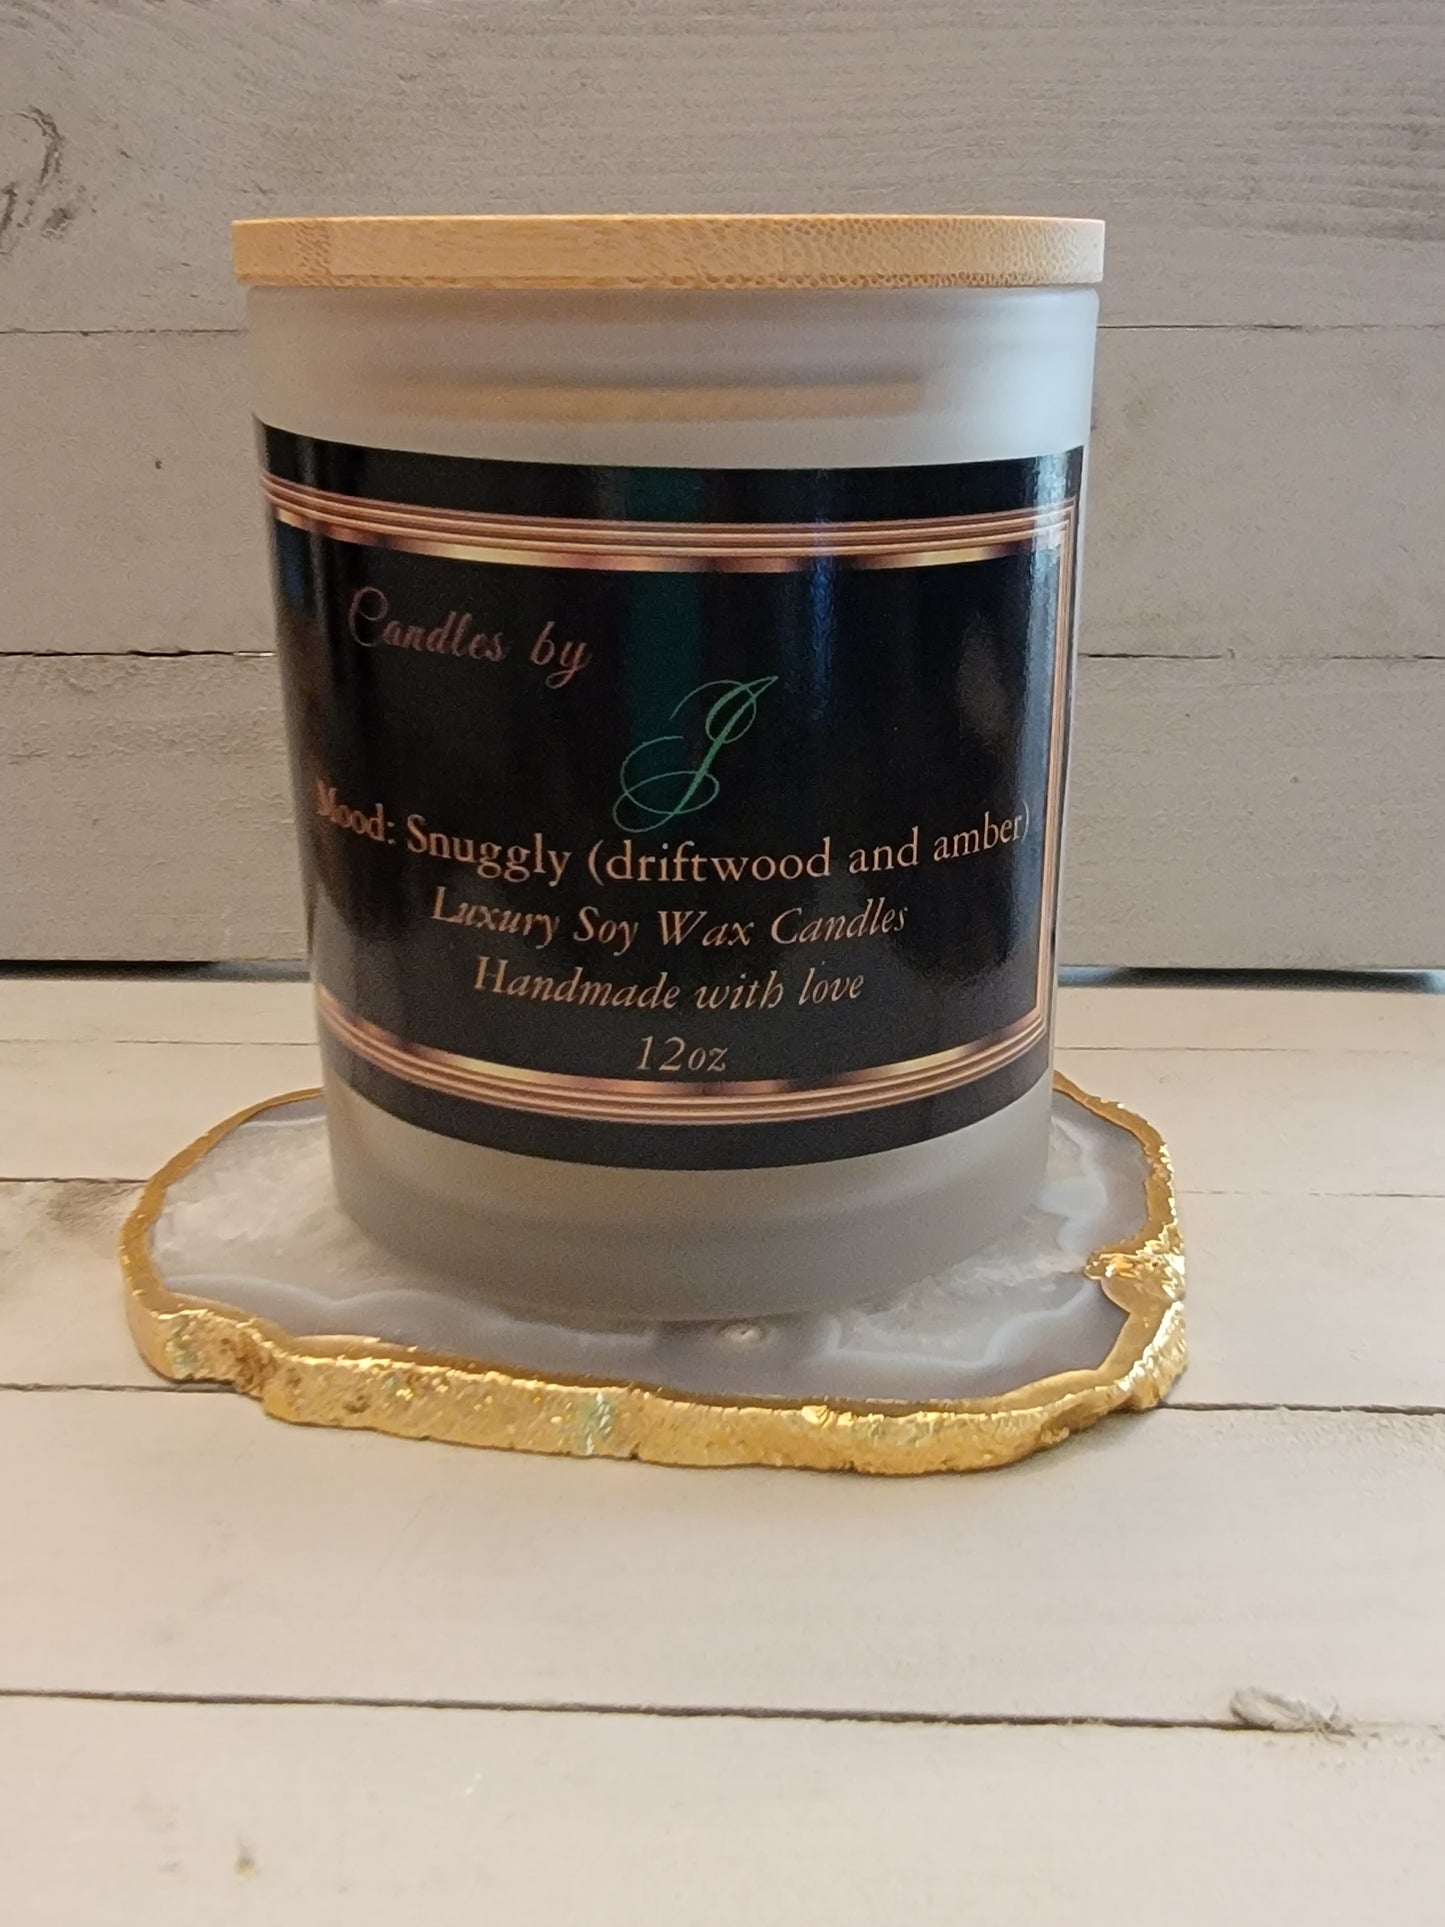 Candles by
J
Mood: Snuggly (driftwood and amber)
Luxury Soy Wax Candles
Handmade with love
12oz